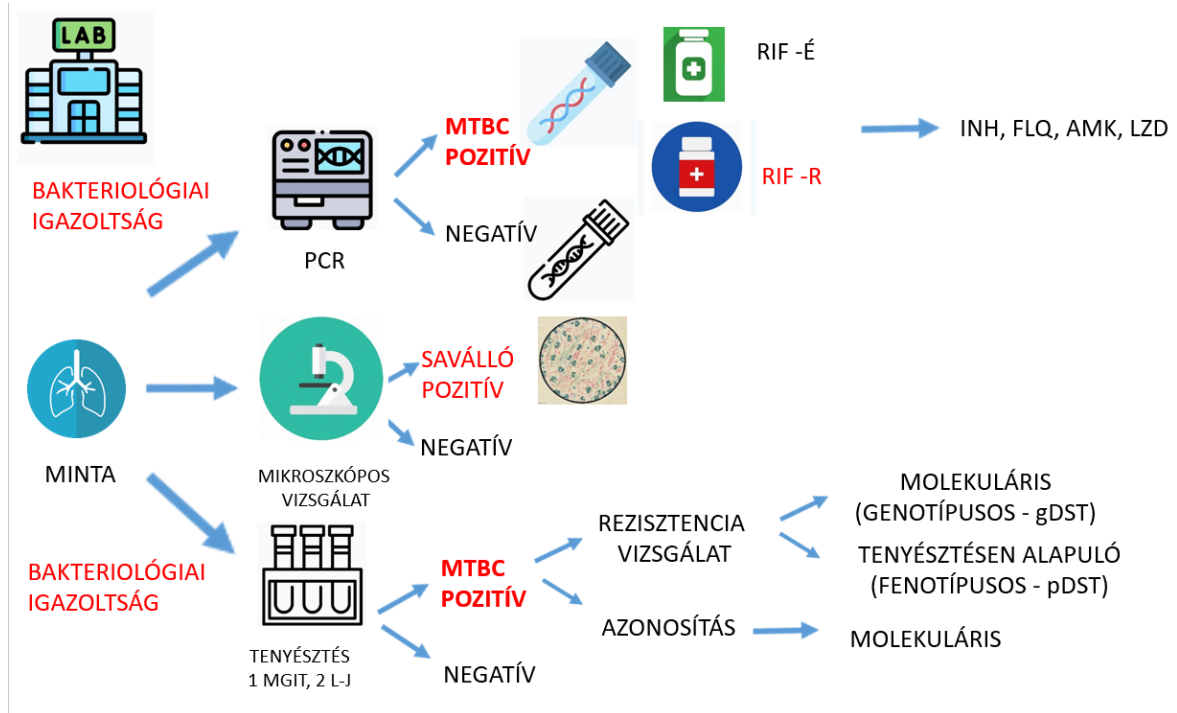 LAB
BAKTERIOLÓGIAI
IGAZOLTSÁG
PCR
MTBC
POZITÍV
NEGATÍV
RIF -É
RIF -R
INH, FLQ, AMK, LZD
MINTA
MIKROSZKÓPOS
VIZSGÁLAT
SAVÁLLÓ
POZITÍV
NEGATÍV
BAKTERIOLÓGIAI
IGAZOLTSÁG
TENYÉSZTÉS
1 MGIT, 2 L-J
MTBC
POZITÍV
NEGATÍV
REZISZTENCIA
VIZSGÁLAT
MOLEKULÁRIS
(GENOTÍPUSOS - gDST)
TENYÉSZTÉSEN ALAPULÓ
(FENOTÍPUSOS - pDST)
AZONOSÍTÁS
MOLEKULÁRIS